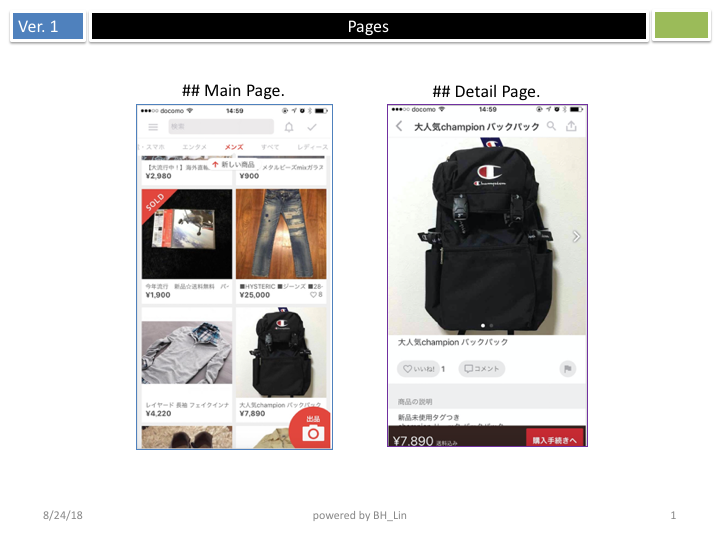 Ver. 1
Pages
## Main Page.
## Detail Page.
docomo
14:59
検索
・スマホ
エンタメ
メンズ
すべて
レディース
↑ 新しい商品
【大流行中！】海外
メタルビーズmixガラス
¥2,980
¥900
SOLD
今年流行 新品☆送料無料 パー
■HYSTERIC ■ジーンズ ■28-
¥1,900
¥25,000
8
レイヤード 長袖 フェイクインナ
大人気champion バックパック
¥4,220
¥7,890
出品
docomo
14:59
大人気champion バックパック
Champion
大人気champion バックパック
いいね! 1
コメント
商品の説明
新品未使用タグつき
¥7,890 送料込み
購入手続きへ
8/24/18
powered by BH_Lin
1